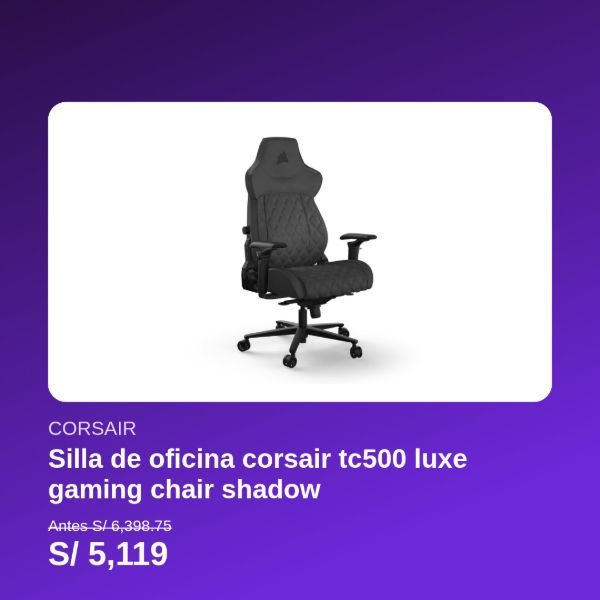 CORSAIR
Silla de oficina corsair tc500 luxe
gaming chair shadow
Antes S/ 6,398.75
S/ 5,119